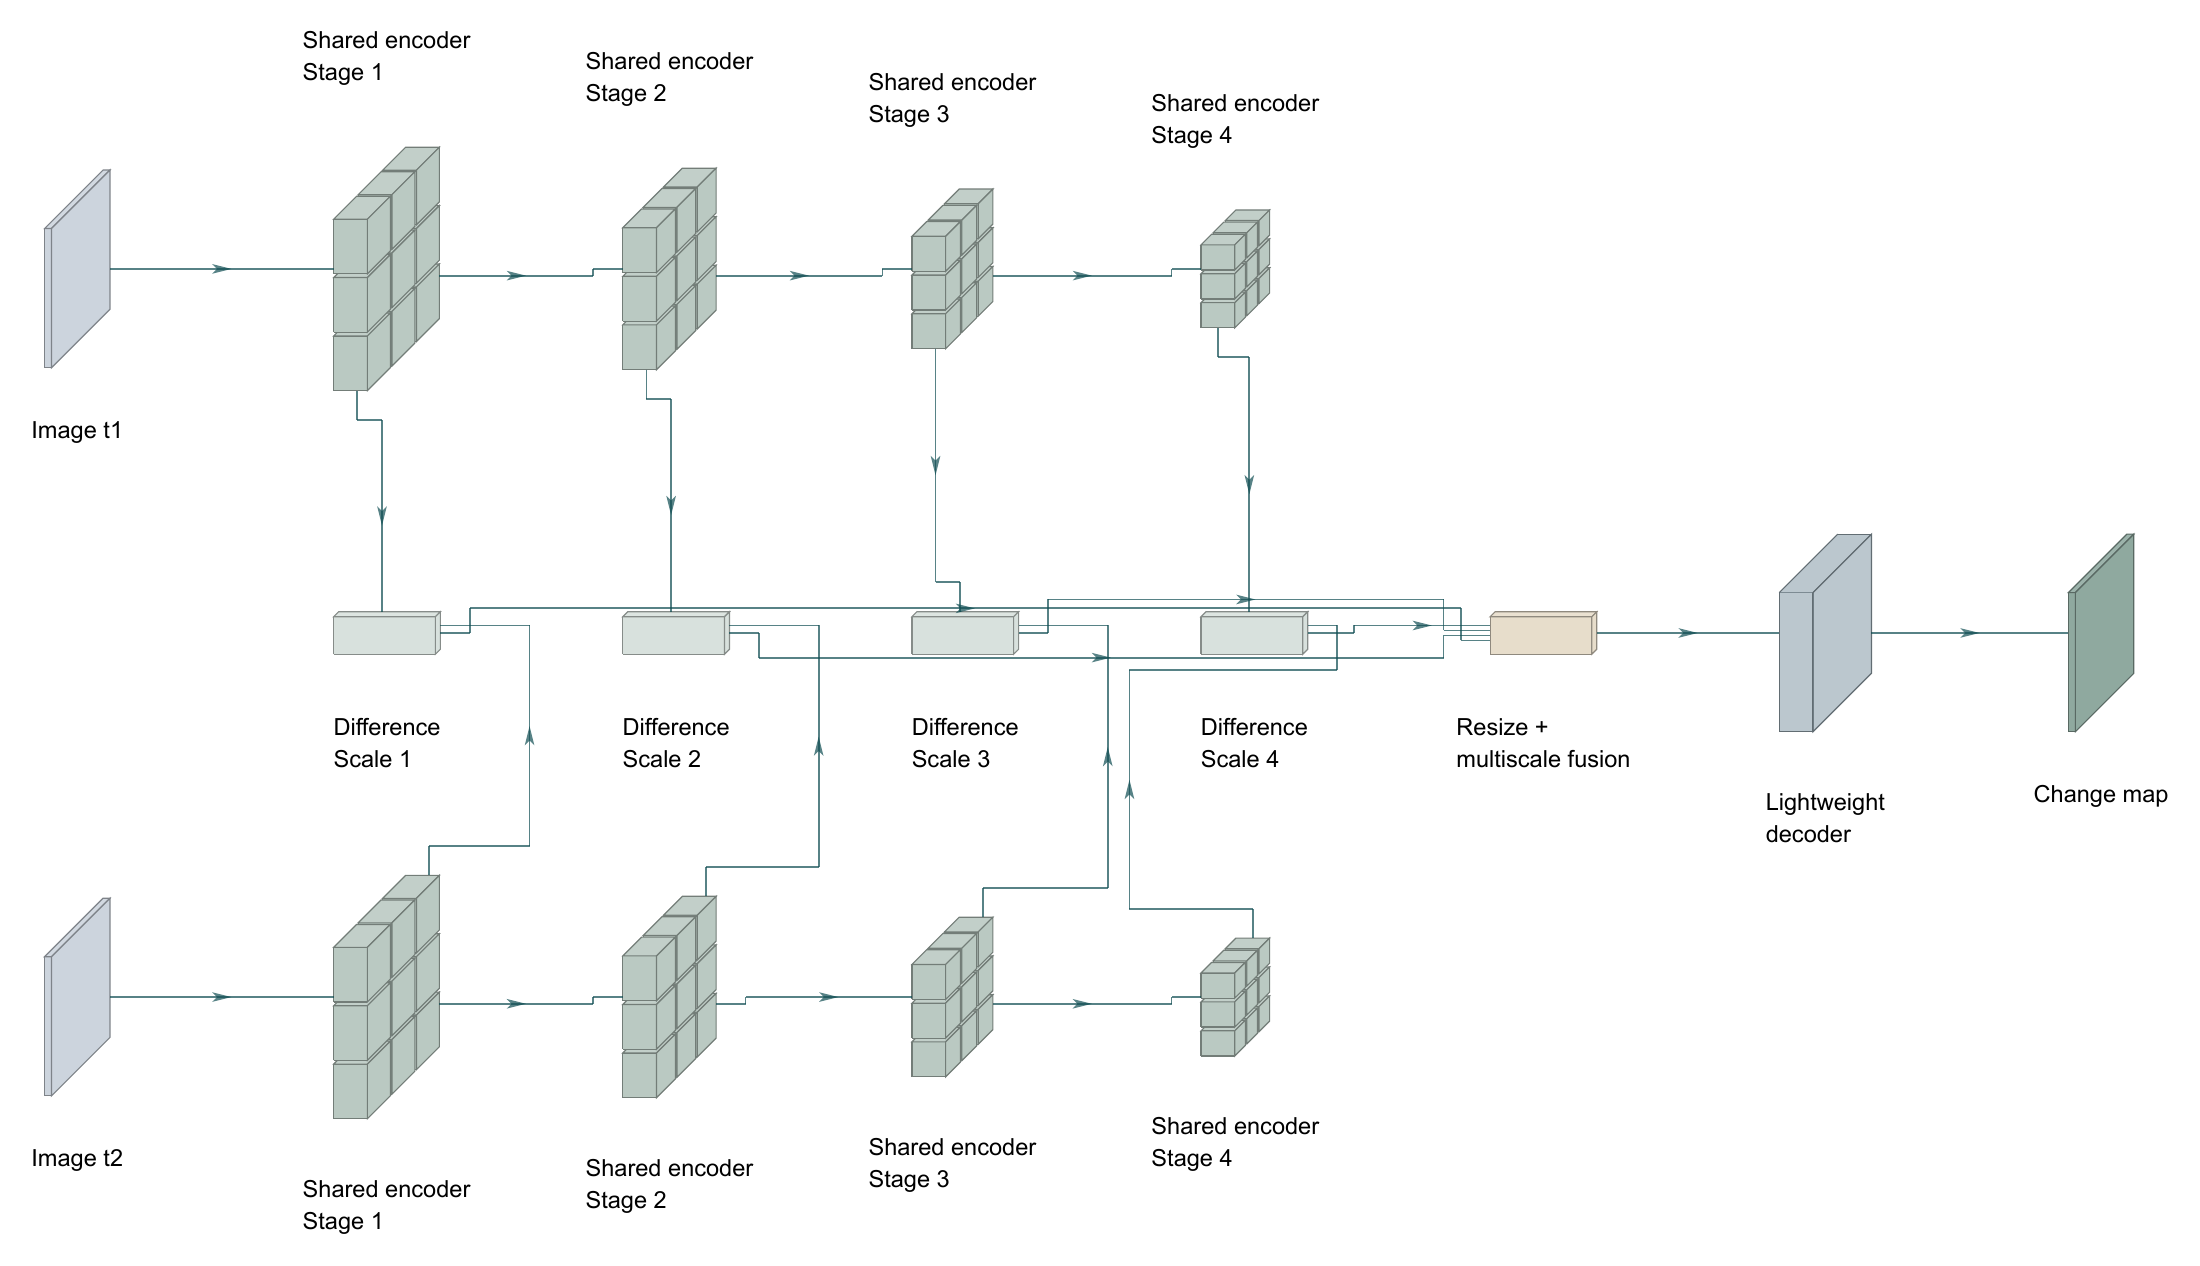 Shared encoder
Stage 1
Shared encoder
Stage 2
Shared encoder
Stage 3
Shared encoder
Stage 4
Image t1
Difference
Scale 1
Difference
Scale 2
Difference
Scale 3
Difference
Scale 4
Resize +
multiscale fusion
Lightweight
decoder
Change map
Image t2
Shared encoder
Stage 1
Shared encoder
Stage 2
Shared encoder
Stage 3
Shared encoder
Stage 4